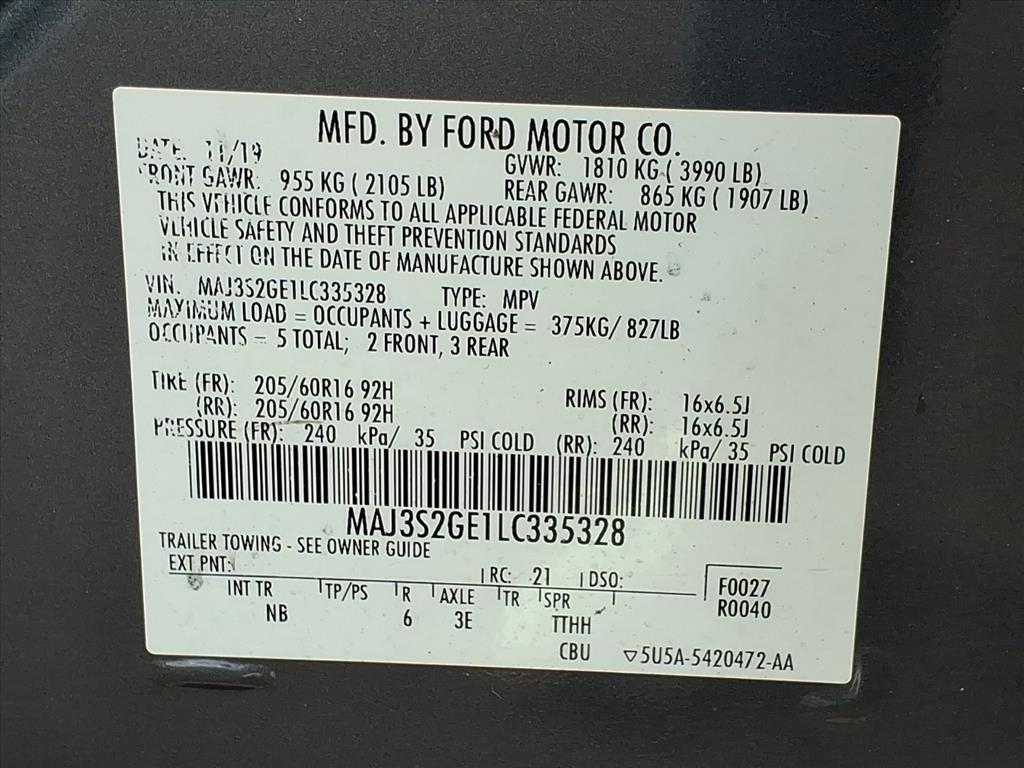 MFD. BY FORD MOTOR CO.
DATE: 11/19 GVWR: 1810 KG ( 3990 LB)
FRONT GAWR: 955 KG ( 2105 LB) REAR GAWR: 865 KG ( 1907 LB)
THIS VEHICLE CONFORMS TO ALL APPLICABLE FEDERAL MOTOR
VEHICLE SAFETY AND THEFT PREVENTION STANDARDS
IN EFFECT ON THE DATE OF MANUFACTURE SHOWN ABOVE.
VIN: MAJ3S2GE1LC335328 TYPE: MPV
MAXIMUM LOAD = OCCUPANTS + LUGGAGE = 375KG/ 827LB
OCCUPANTS = 5 TOTAL; 2 FRONT, 3 REAR
TIRE (FR): 205/60R16 92H RIMS (FR): 16x6.5J
(RR): 205/60R16 92H (RR): 16x6.5J
PRESSURE (FR): 240 kPa/ 35 PSI COLD (RR): 240 kPa/ 35 PSI COLD
MAJ3S2GE1LC335328
TRAILER TOWING - SEE OWNER GUIDE
EXT PNT: RC: 21 DSO: F0027
INT TR TP/PS R AXLE TR SPR R0040
NB 6 3E TTHH
CBU 5U5A-5420472-AA